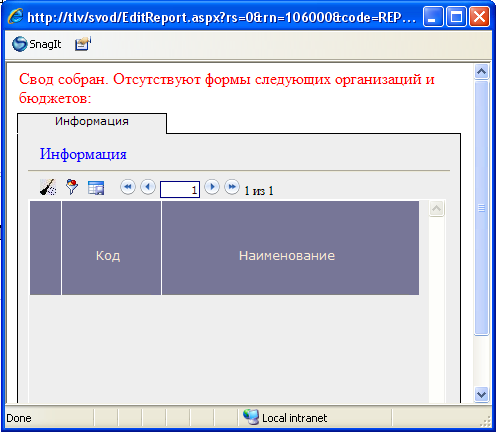 http://tlv/svod/EditReport.aspx?rs=0&rn=106000&code=REP...
SnagIt
Свод собран. Отсутствуют формы следующих организаций и
бюджетов:
Информация
Информация
1 1 из 1
Код Наименование
Done Local intranet